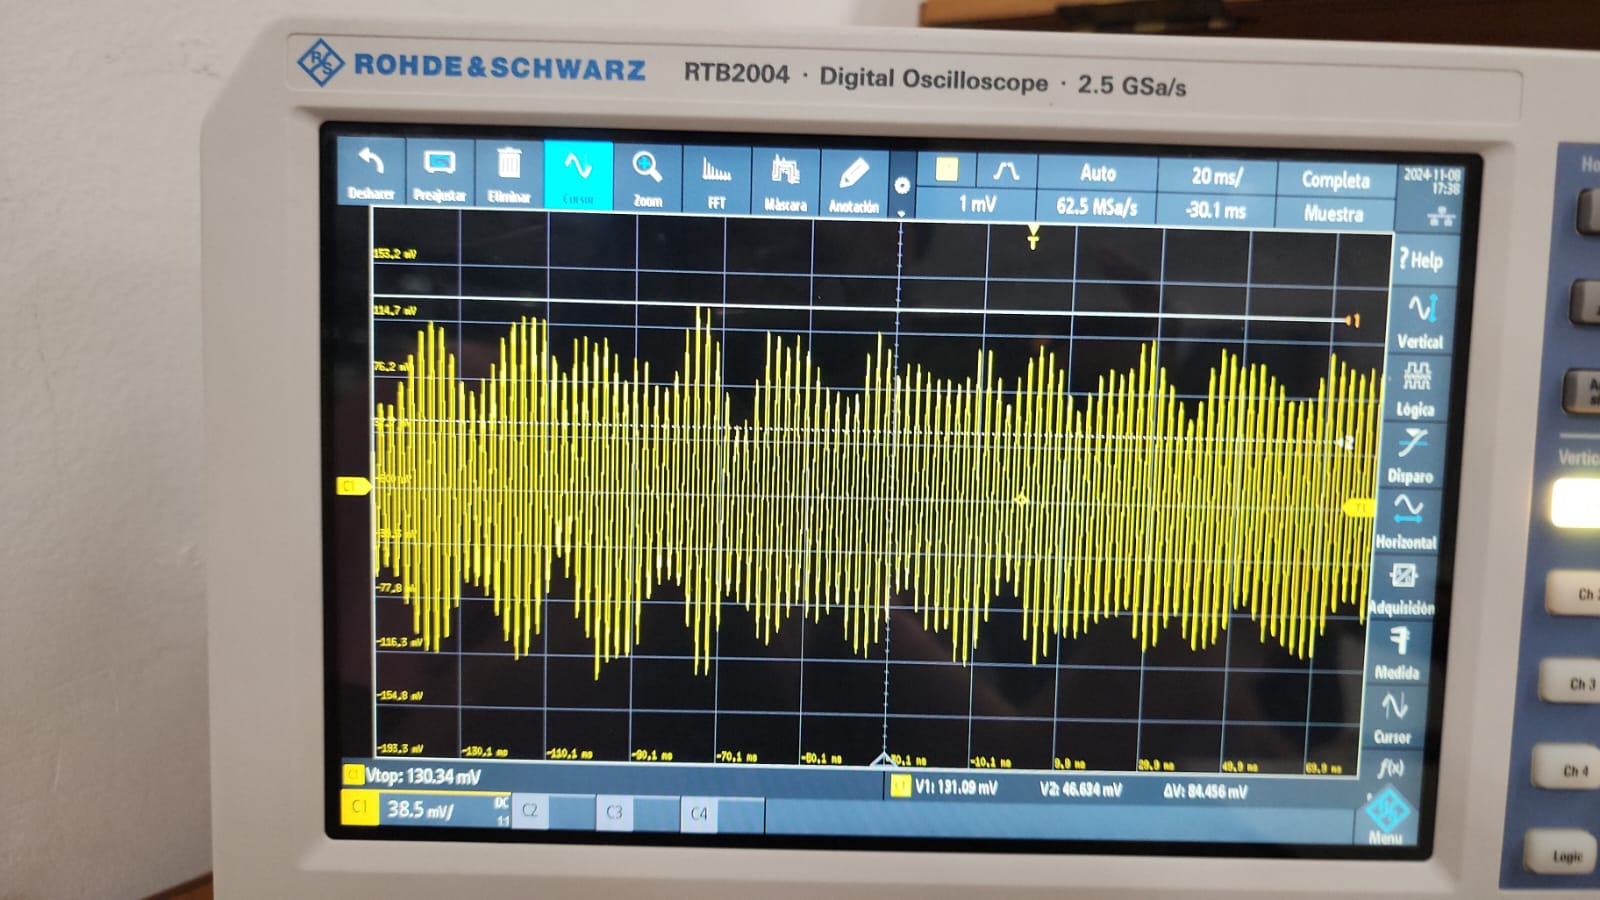 ROHDE&SCHWARZ RTB2004 · Digital Oscilloscope · 2.5 GSa/s
Deshacer Preajustar Eliminar Cursor Zoom FFT Máscara Anotación
Auto 20 ms/ Completa 2024-11-08
17:38
1 mV 62.5 MSa/s -30.1 ms Muestra
T
? Help
Vertical
Lógica
Disparo
Horizontal
Adquisición
Medida
Cursor
f(x)
Menú
153,2 mV
114,7 mV
1
76,2 mV
2
C1
-77,8 mV
-116,3 mV
-154,8 mV
-193,3 mV -130,1 ms -110,1 ms -90,1 ms -70,1 ms -50,1 ms -10,1 ms 9,9 ms 29,9 ms 49,9 ms 69,9 ms
C1 Vtop: 130.34 mV
V1: 131.09 mV V2: 46.634 mV ΔV: 84.456 mV
C1 38.5 mV/ DC
1:1
C2 C3 C4
Ch 3
Ch 4
Logic